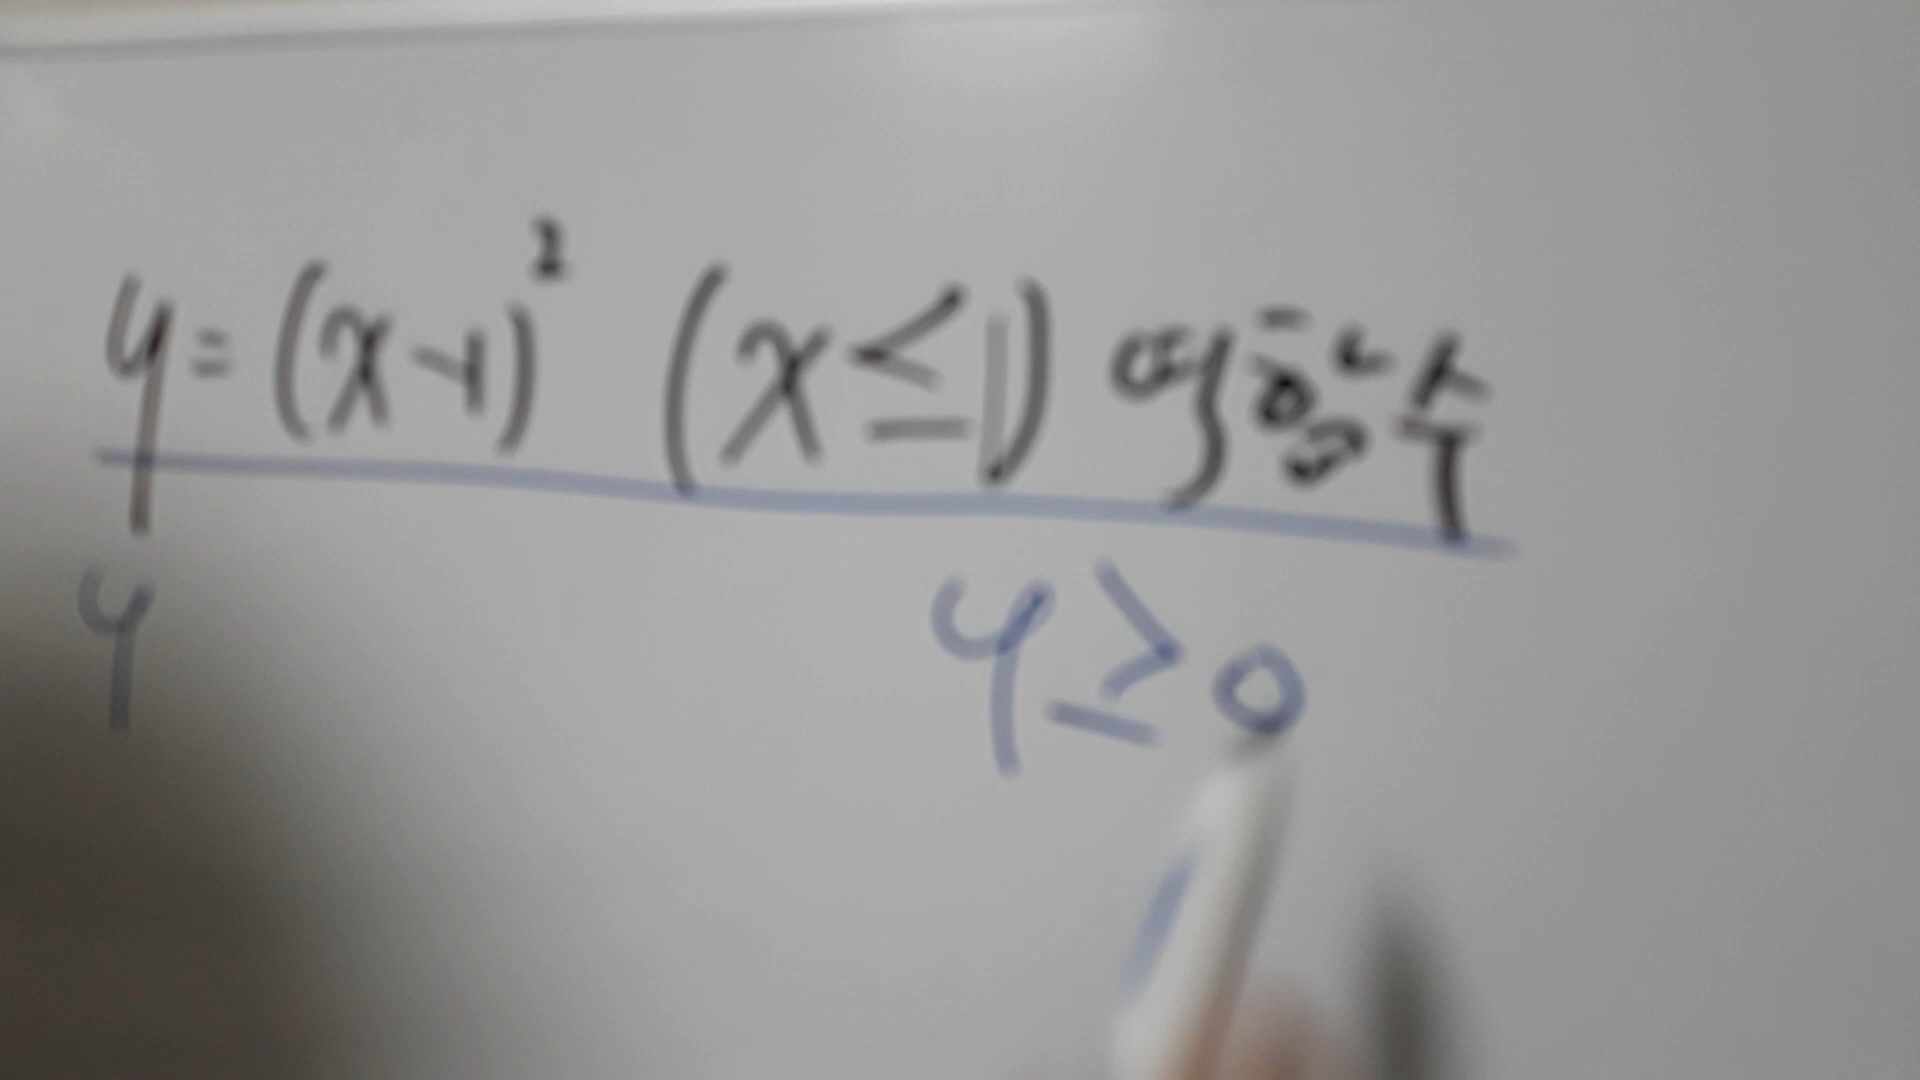 y = (x-1)² (x≤1) 역함수
y y ≥ 0